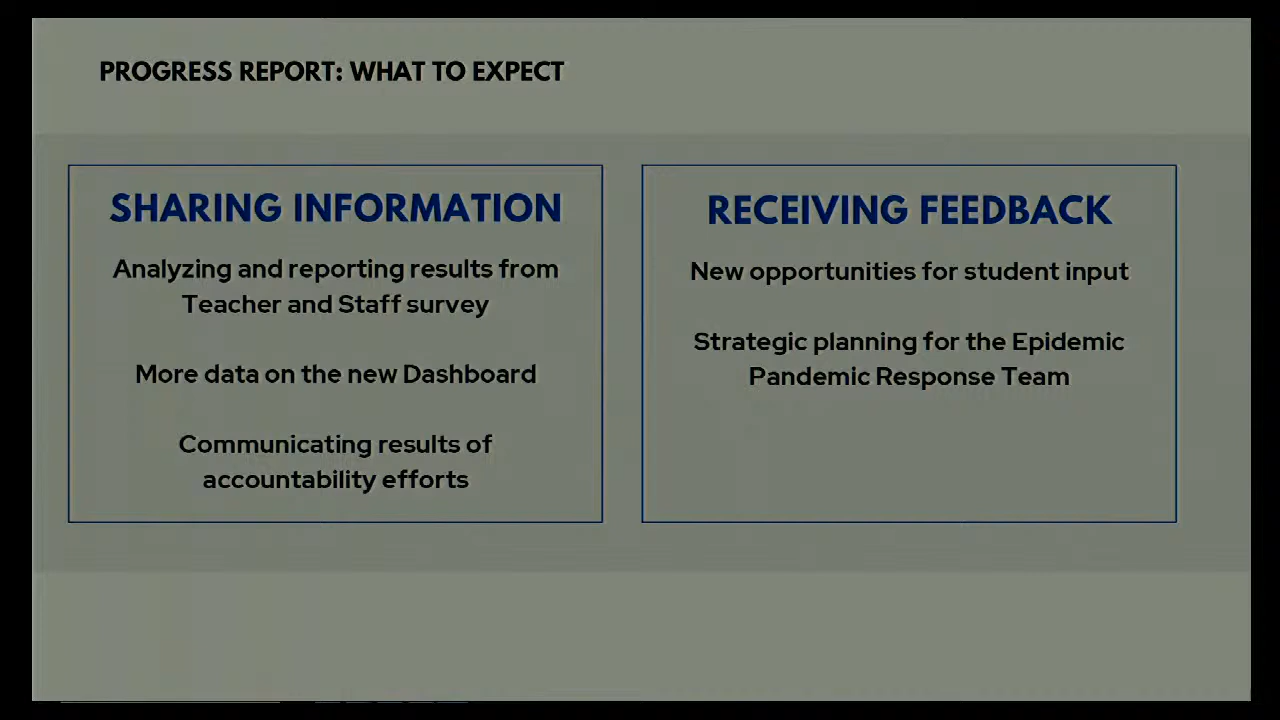 PROGRESS REPORT: WHAT TO EXPECT
SHARING INFORMATION
Analyzing and reporting results from
Teacher and Staff survey
More data on the new Dashboard
Communicating results of
accountability efforts
RECEIVING FEEDBACK
New opportunities for student input
Strategic planning for the Epidemic
Pandemic Response Team